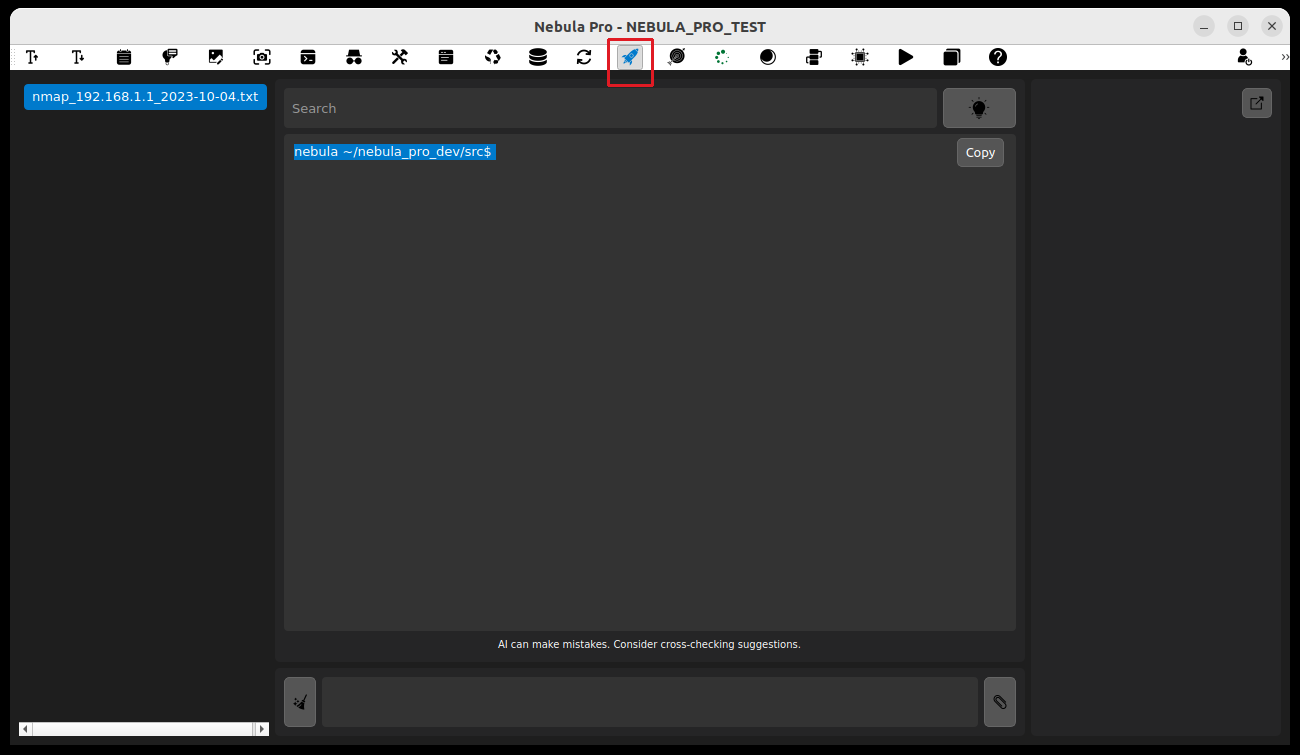 Nebula Pro - NEBULA_PRO_TEST
nmap_192.168.1.1_2023-10-04.txt
Search
nebula ~/nebula_pro_dev/src$
Copy
AI can make mistakes. Consider cross-checking suggestions.